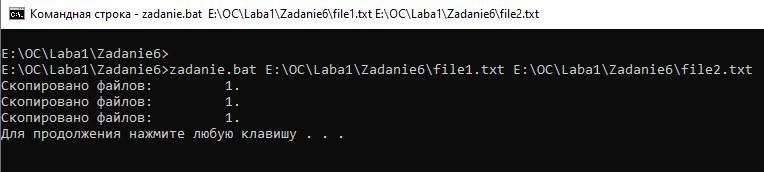 Командная строка - zadanie.bat E:\OC\Laba1\Zadanie6\file1.txt E:\OC\Laba1\Zadanie6\file2.txt
E:\OC\Laba1\Zadanie6>
E:\OC\Laba1\Zadanie6>zadanie.bat E:\OC\Laba1\Zadanie6\file1.txt E:\OC\Laba1\Zadanie6\file2.txt
Скопировано файлов:         1.
Скопировано файлов:         1.
Скопировано файлов:         1.
Для продолжения нажмите любую клавишу . . .